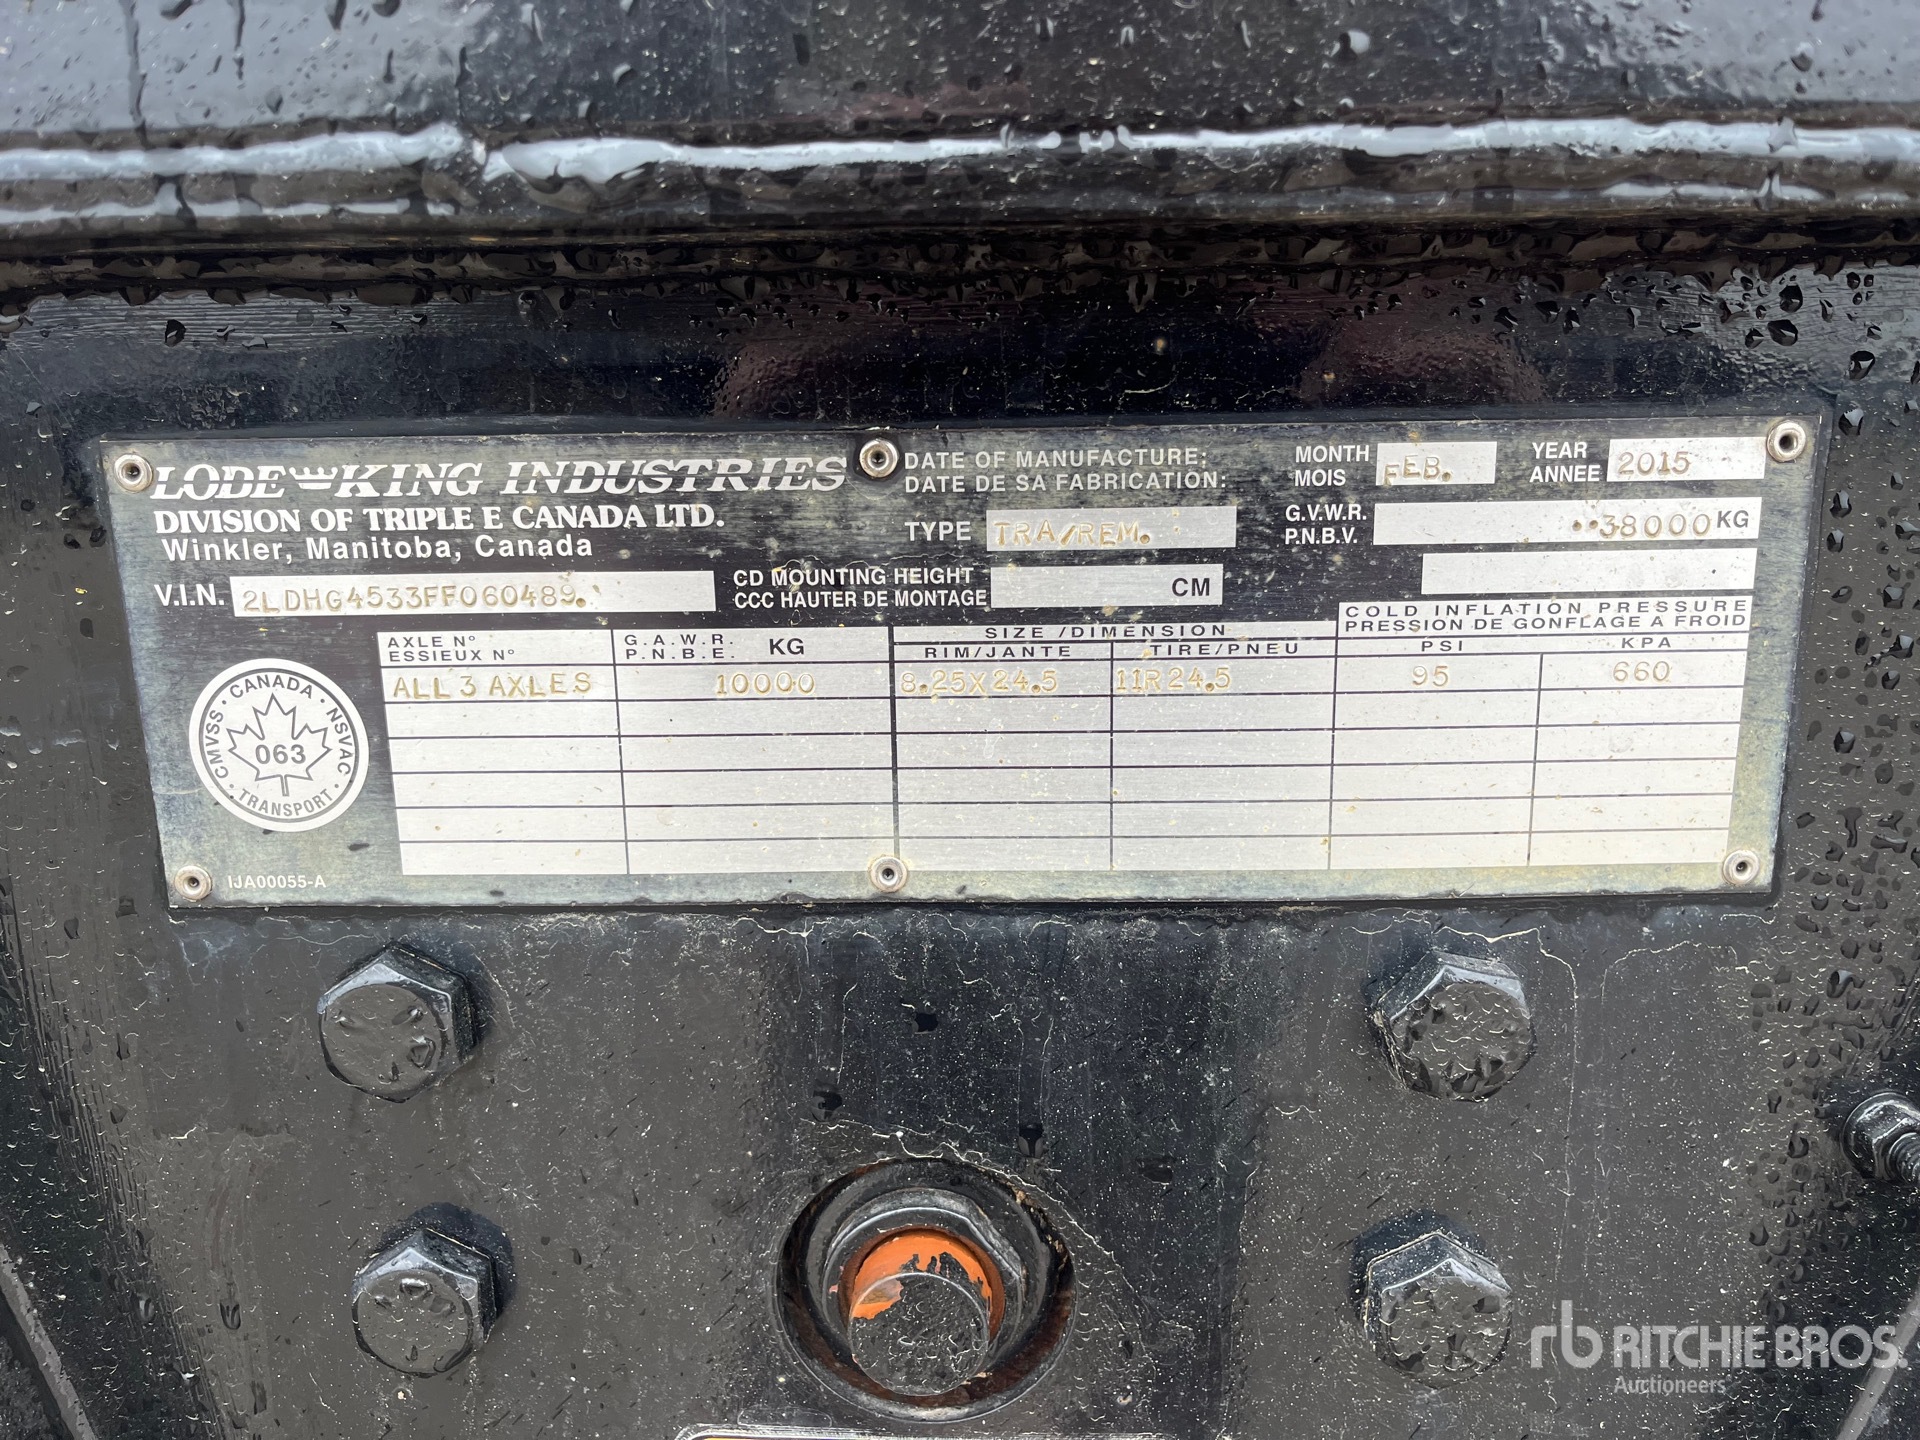 LODE KING INDUSTRIES
DIVISION OF TRIPLE E CANADA LTD.
Winkler, Manitoba, Canada
DATE OF MANUFACTURE:
DATE DE SA FABRICATION:
MONTH
MOIS
FEB.
YEAR
ANNEE
2015
TYPE TRA/REM.
G.V.W.R.
P.N.B.V.
38000 KG
V.I.N. 2LDHG4533FF060489.
CD MOUNTING HEIGHT
CCC HAUTER DE MONTAGE
CM
AXLE Nº
ESSIEUX Nº
G.A.W.R.
P.N.B.E.
KG
SIZE /DIMENSION
RIM/JANTE TIRE/PNEU
COLD INFLATION PRESSURE
PRESSION DE GONFLAGE A FROID
PSI KPA
ALL 3 AXLES 10000 8.25X24.5 11R24.5 95 660
CANADA
CMVSS NSVAC
063
TRANSPORT
IJA00055-A
rb RITCHIE BROS.
Auctioneers